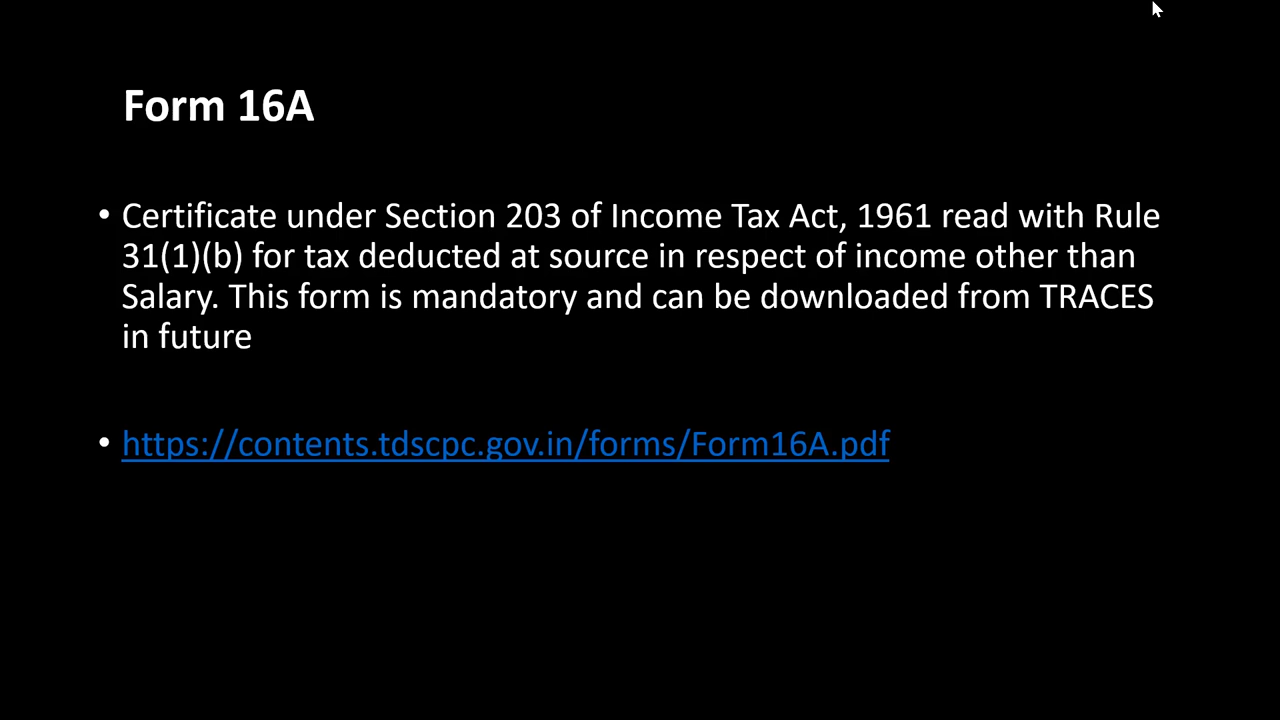 Form 16A
• Certificate under Section 203 of Income Tax Act, 1961 read with Rule
31(1)(b) for tax deducted at source in respect of income other than
Salary. This form is mandatory and can be downloaded from TRACES
in future
• https://contents.tdscpc.gov.in/forms/Form16A.pdf